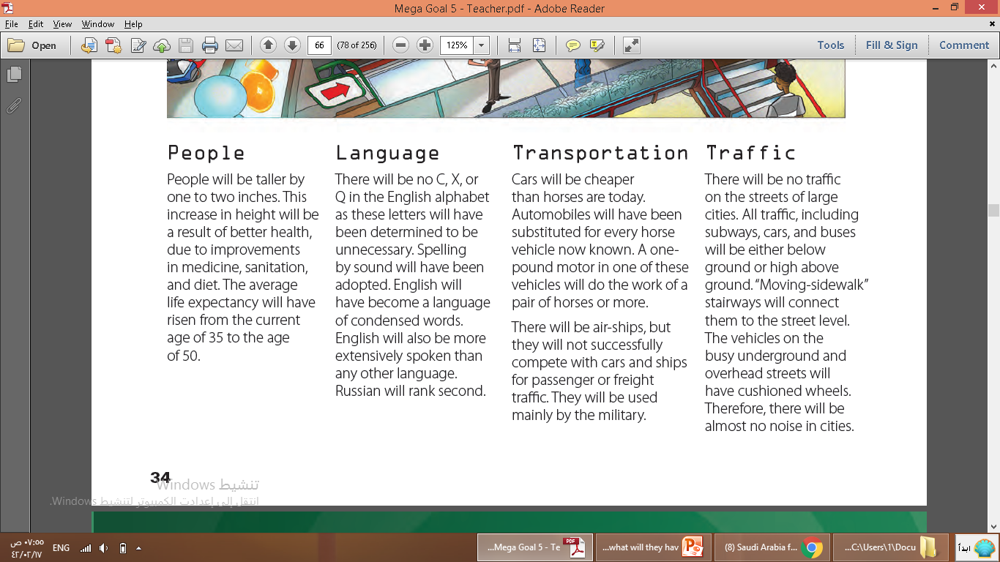 Mega Goal 5 - Teacher.pdf - Adobe Reader
File Edit View Window Help
Open 66 (78 of 256) 125% Tools Fill & Sign Comment
People
People will be taller by
one to two inches. This
increase in height will be
a result of better health,
due to improvements
in medicine, sanitation,
and diet. The average
life expectancy will have
risen from the current
age of 35 to the age
of 50.
Language
There will be no C, X, or
Q in the English alphabet
as these letters will have
been determined to be
unnecessary. Spelling
by sound will have been
adopted. English will
have become a language
of condensed words.
English will also be more
extensively spoken than
any other language.
Russian will rank second.
Transportation
Cars will be cheaper
than horses are today.
Automobiles will have been
substituted for every horse
vehicle now known. A one-
pound motor in one of these
vehicles will do the work of a
pair of horses or more.
There will be air-ships, but
they will not successfully
compete with cars and ships
for passenger or freight
traffic. They will be used
mainly by the military.
Traffic
There will be no traffic
on the streets of large
cities. All traffic, including
subways, cars, and buses
will be either below
ground or high above
ground. “Moving-sidewalk”
stairways will connect
them to the street level.
The vehicles on the
busy underground and
overhead streets will
have cushioned wheels.
Therefore, there will be
almost no noise in cities.
34
تنشيط Windows
انتقل إلى إعدادت الكمبيوتر لتنشيط Windows.
٠٧:٥٥ ص
٤٢/٠٢/١٧
ENG
...Mega Goal 5 - Te
PDF
...what will they hav
(8) Saudi Arabia f...
...C:\Users\1\Docu
ابدأ